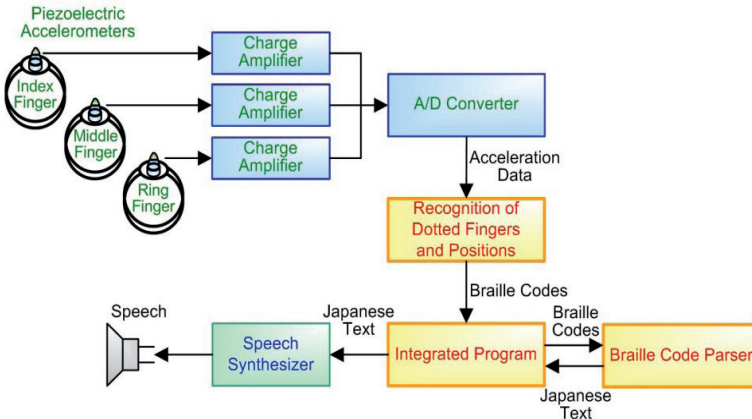 Piezoelectric
Accelerometers
Index
Finger
Middle
Finger
Ring
Finger
Charge
Amplifier
Charge
Amplifier
Charge
Amplifier
A/D Converter
Acceleration
Data
Recognition of
Dotted Fingers
and Positions
Braille Codes
Integrated Program
Braille
Codes
Braille Code Parser
Japanese
Text
Japanese
Text
Speech
Synthesizer
Speech